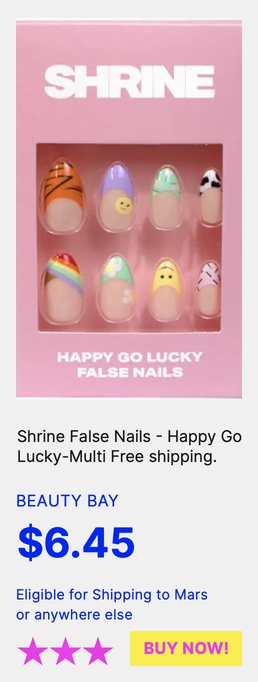 SHRINE
HAPPY GO LUCKY
FALSE NAILS
Shrine False Nails - Happy Go
Lucky-Multi Free shipping.
BEAUTY BAY
$6.45
Eligible for Shipping to Mars
or anywhere else
BUY NOW!